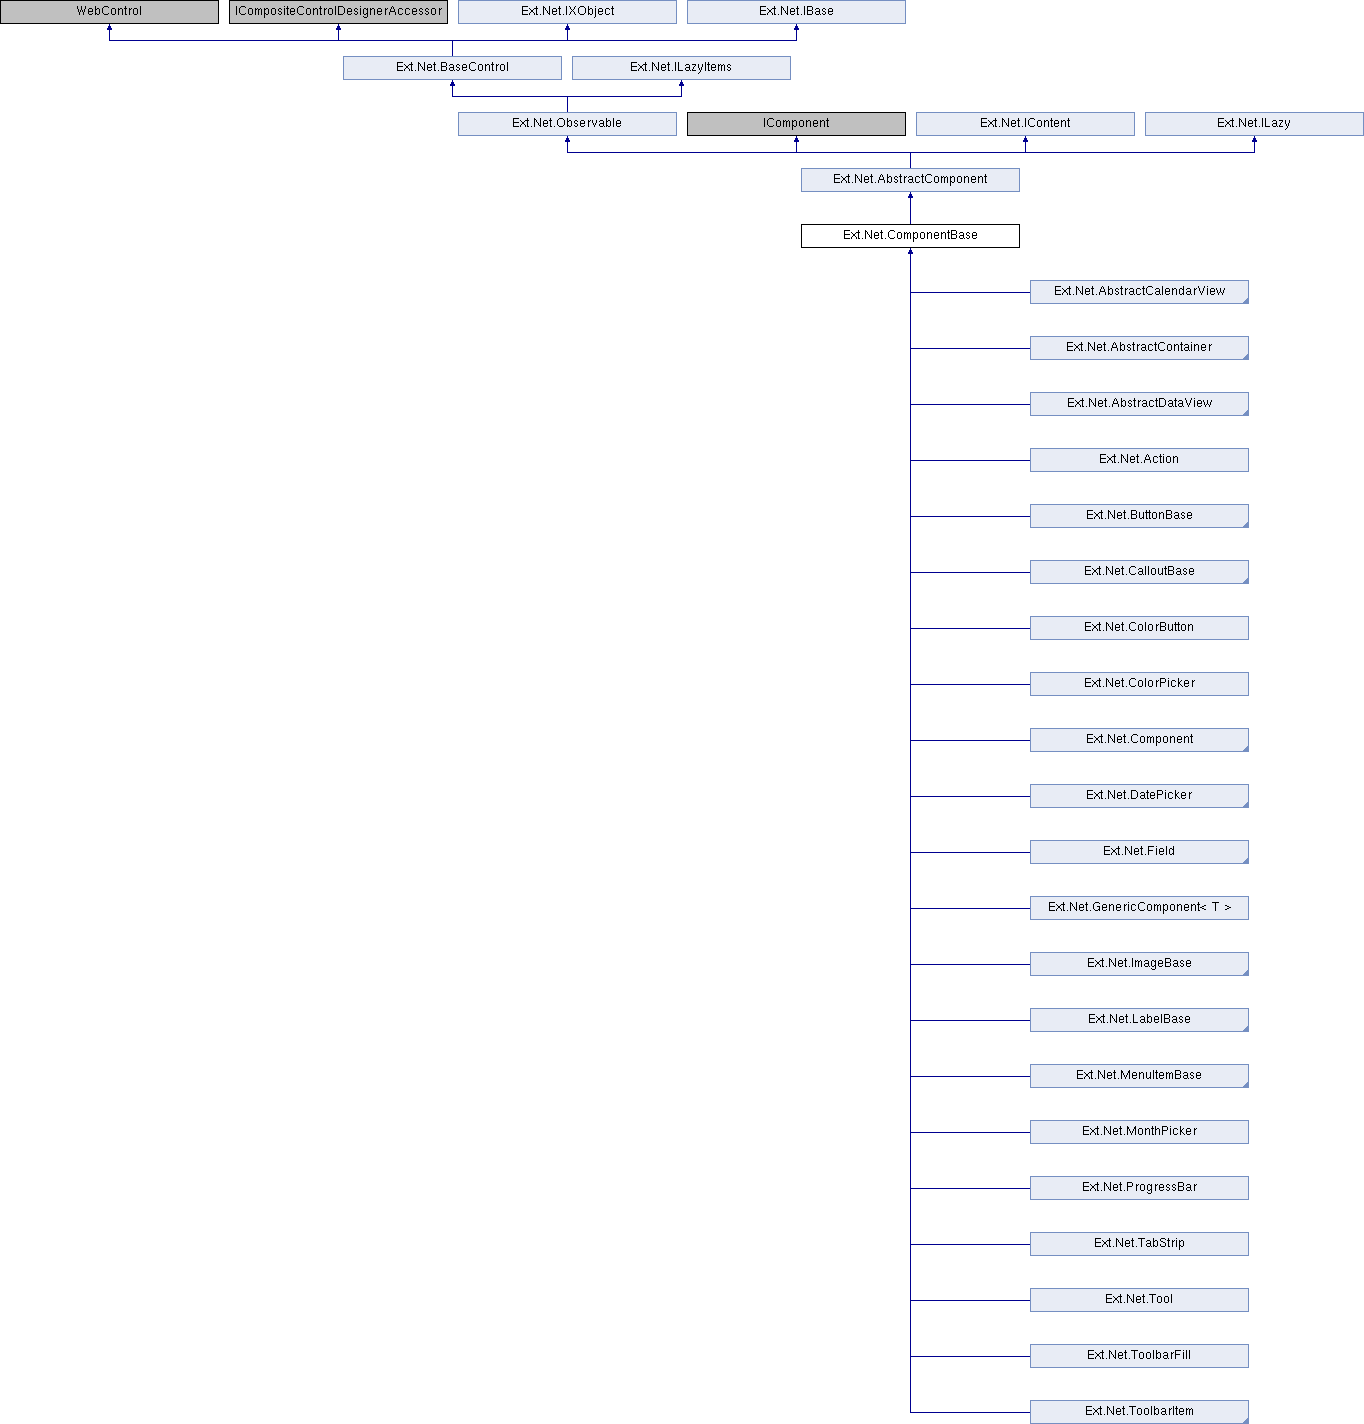 WebControl
ICompositeControlDesignerAccessor
Ext.Net.IXObject
Ext.Net.IBase
Ext.Net.BaseControl
Ext.Net.ILazyItems
Ext.Net.Observable
IComponent
Ext.Net.IContent
Ext.Net.ILazy
Ext.Net.AbstractComponent
Ext.Net.ComponentBase
Ext.Net.AbstractCalendarView
Ext.Net.AbstractContainer
Ext.Net.AbstractDataView
Ext.Net.Action
Ext.Net.ButtonBase
Ext.Net.CalloutBase
Ext.Net.ColorButton
Ext.Net.ColorPicker
Ext.Net.Component
Ext.Net.DatePicker
Ext.Net.Field
Ext.Net.GenericComponent< T >
Ext.Net.ImageBase
Ext.Net.LabelBase
Ext.Net.MenuItemBase
Ext.Net.MonthPicker
Ext.Net.ProgressBar
Ext.Net.TabStrip
Ext.Net.Tool
Ext.Net.ToolbarFill
Ext.Net.ToolbarItem